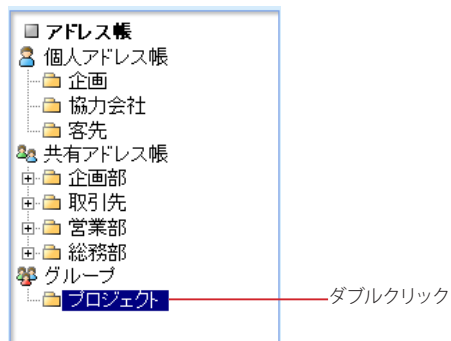 アドレス帳
個人アドレス帳
企画
協力会社
客先
共有アドレス帳
企画部
取引先
営業部
総務部
グループ
プロジェクト
ダブルクリック